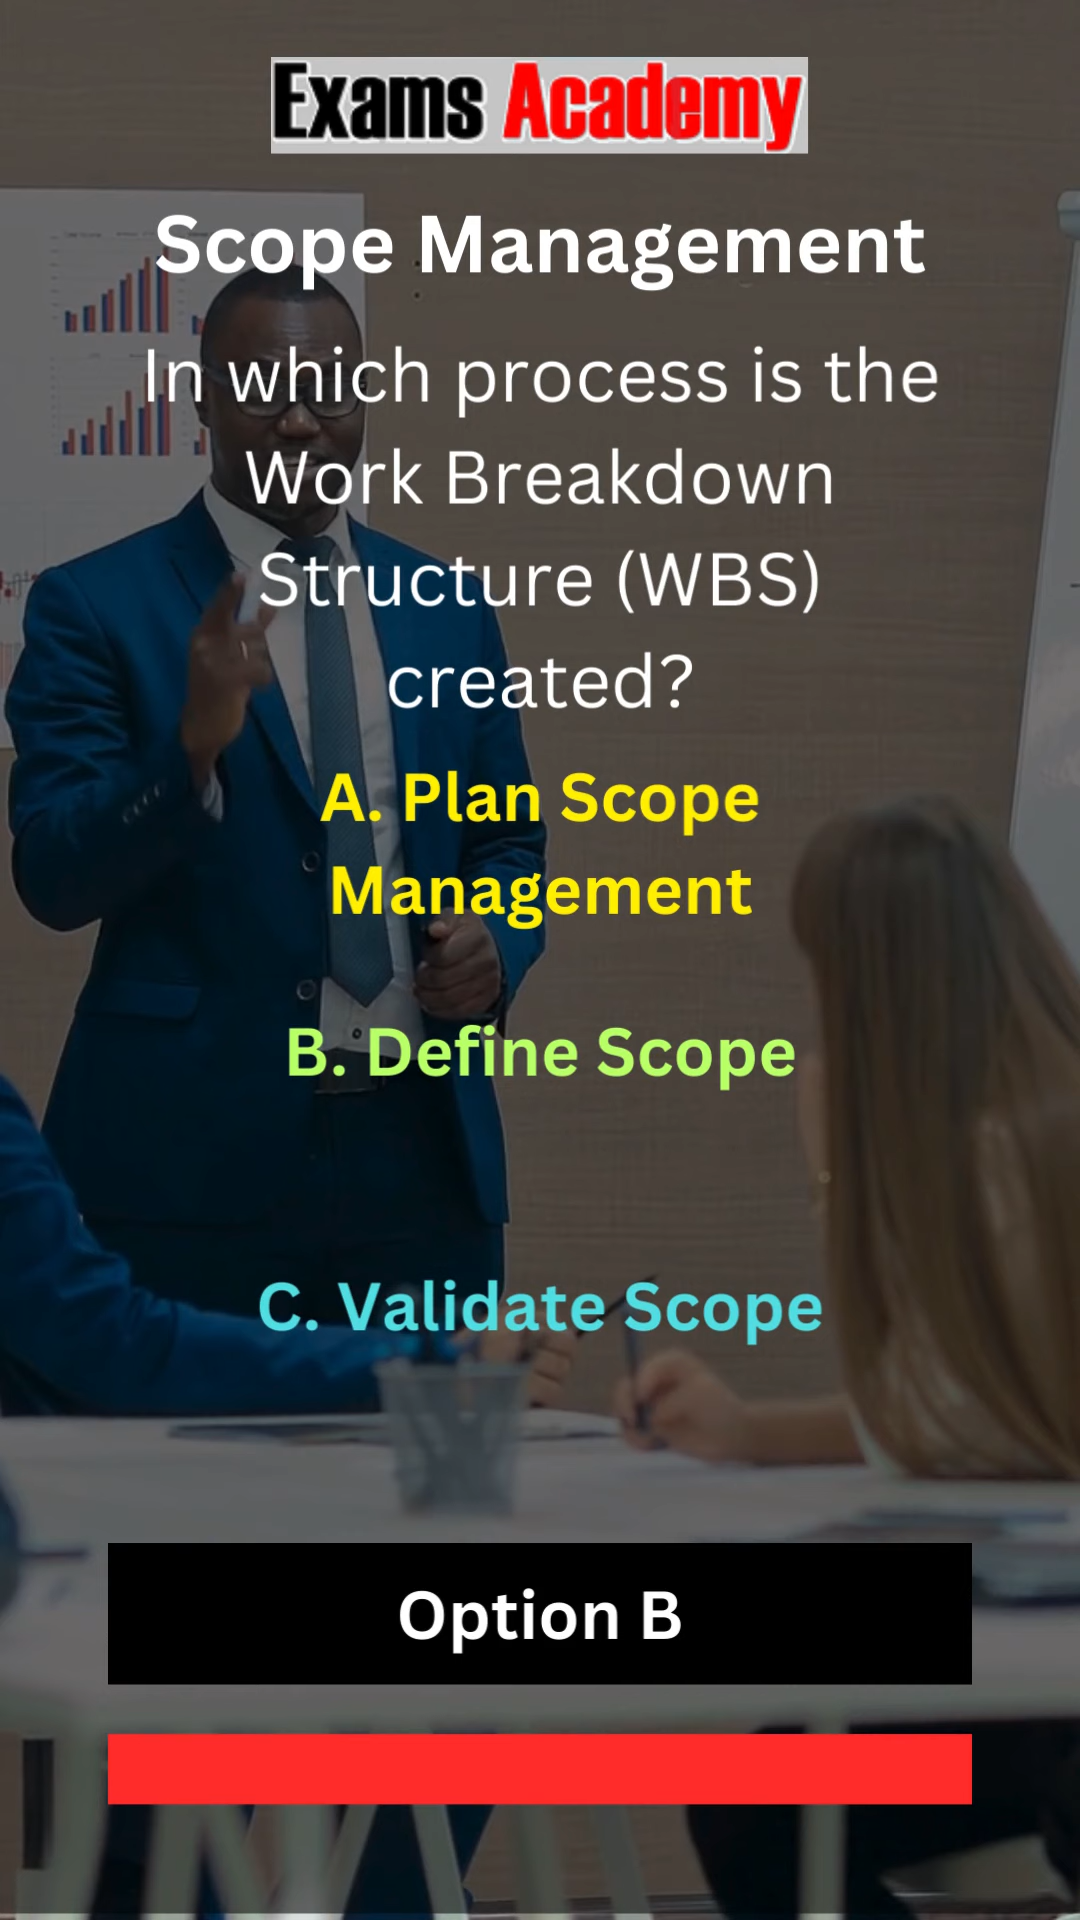 Exams Academy
Scope Management
In which process is the
Work Breakdown
Structure (WBS)
created?
A. Plan Scope
Management
B. Define Scope
C. Validate Scope
Option B